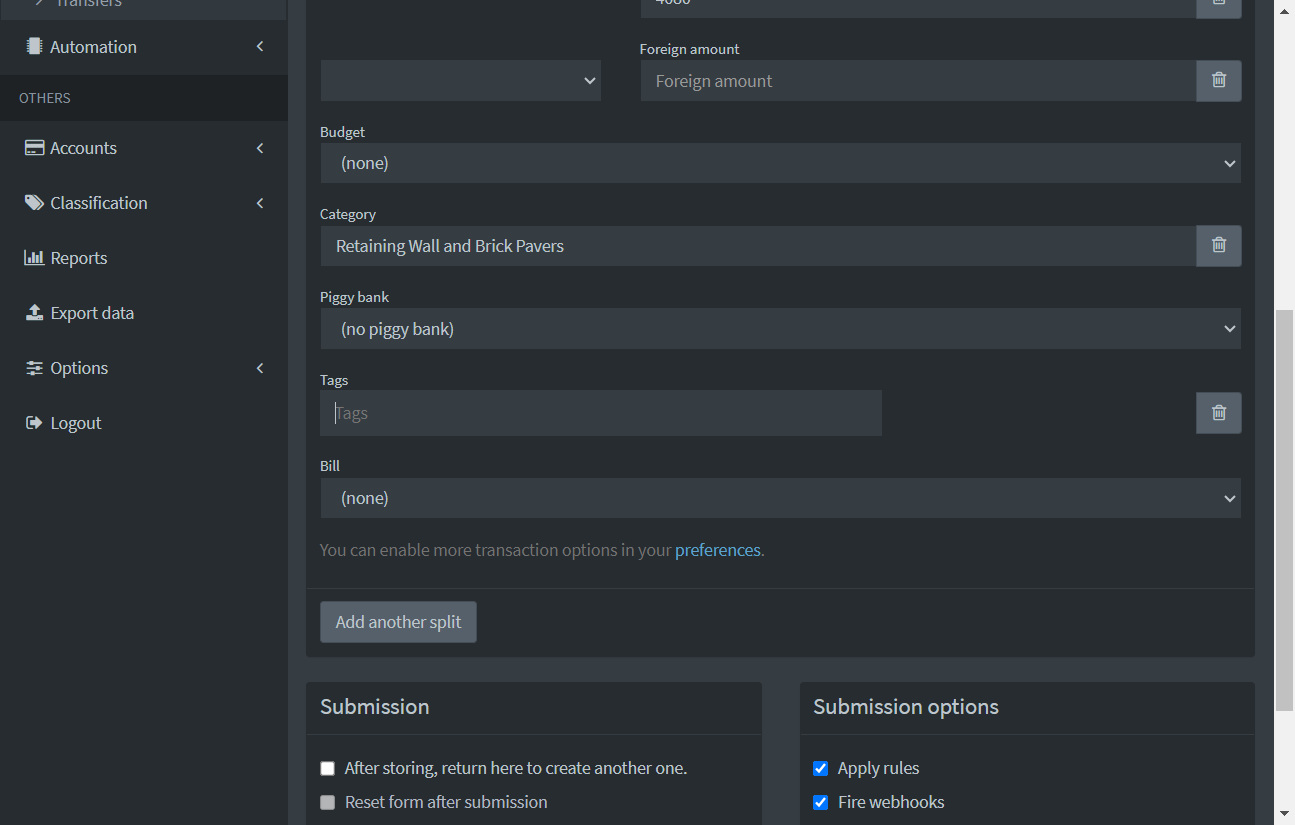 Transfers
Automation
OTHERS
Accounts
Classification
Reports
Export data
Options
Logout
4080
Foreign amount
Foreign amount
Budget
(none)
Category
Retaining Wall and Brick Pavers
Piggy bank
(no piggy bank)
Tags
Tags
Bill
(none)
You can enable more transaction options in your preferences.
Add another split
Submission
After storing, return here to create another one.
Reset form after submission
Submission options
Apply rules
Fire webhooks